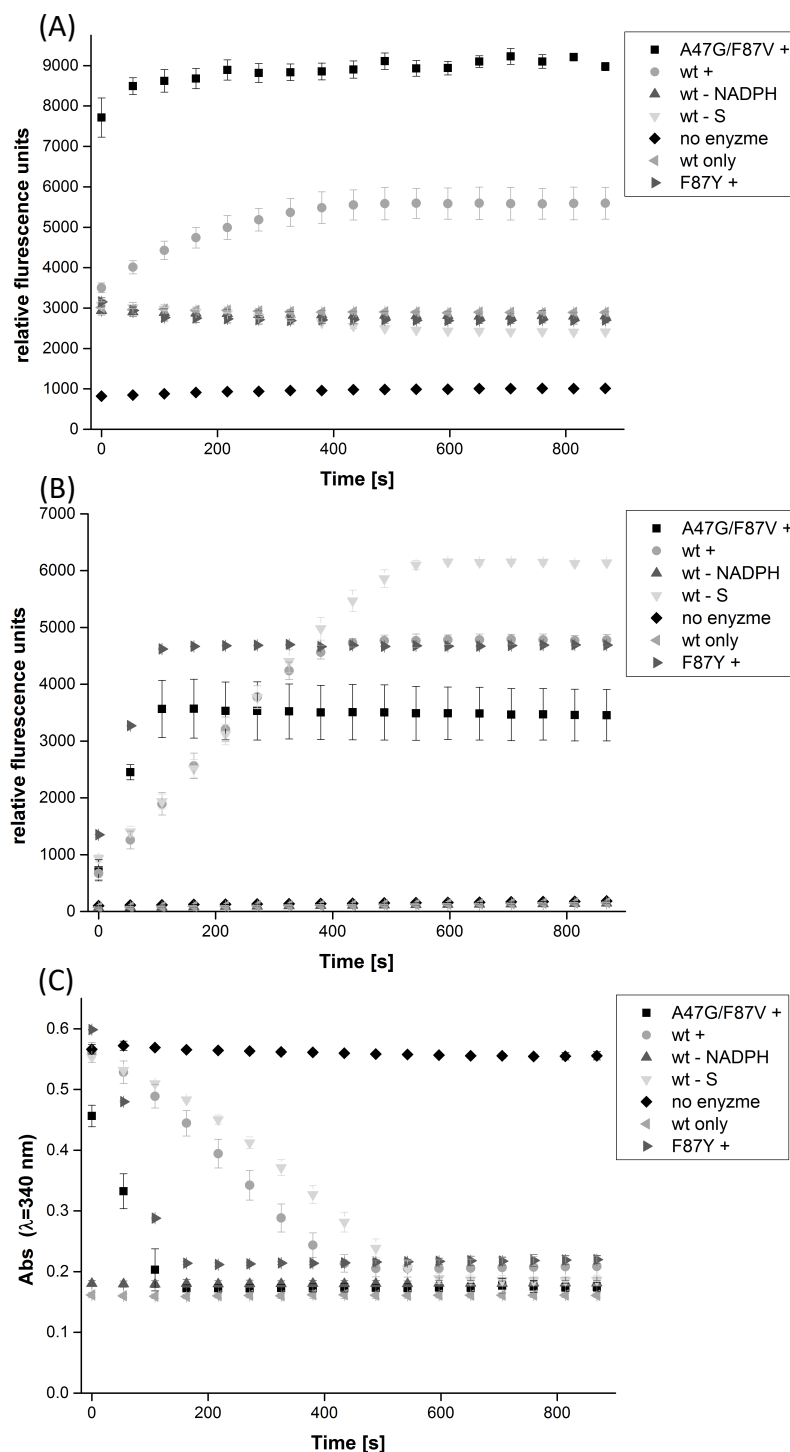 (A)
9000
8000
7000
6000
5000
4000
3000
2000
1000
0
relative flurescence units
0 200 400 600 800
Time [s]
A47G/F87V +
wt +
wt - NADPH
wt - S
no enyzme
wt only
F87Y +
(B)
7000
6000
5000
4000
3000
2000
1000
0
relative flurescence units
0 200 400 600 800
Time [s]
A47G/F87V +
wt +
wt - NADPH
wt - S
no enyzme
wt only
F87Y +
(C)
0.6
0.5
0.4
0.3
0.2
0.1
0.0
Abs (λ=340 nm)
0 200 400 600 800
Time [s]
A47G/F87V +
wt +
wt - NADPH
wt - S
no enyzme
wt only
F87Y +